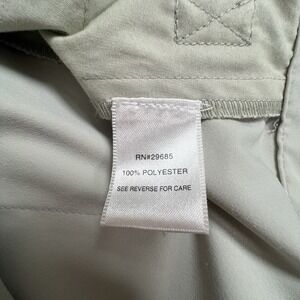 RN#29685
100% POLYESTER
SEE REVERSE FOR CARE